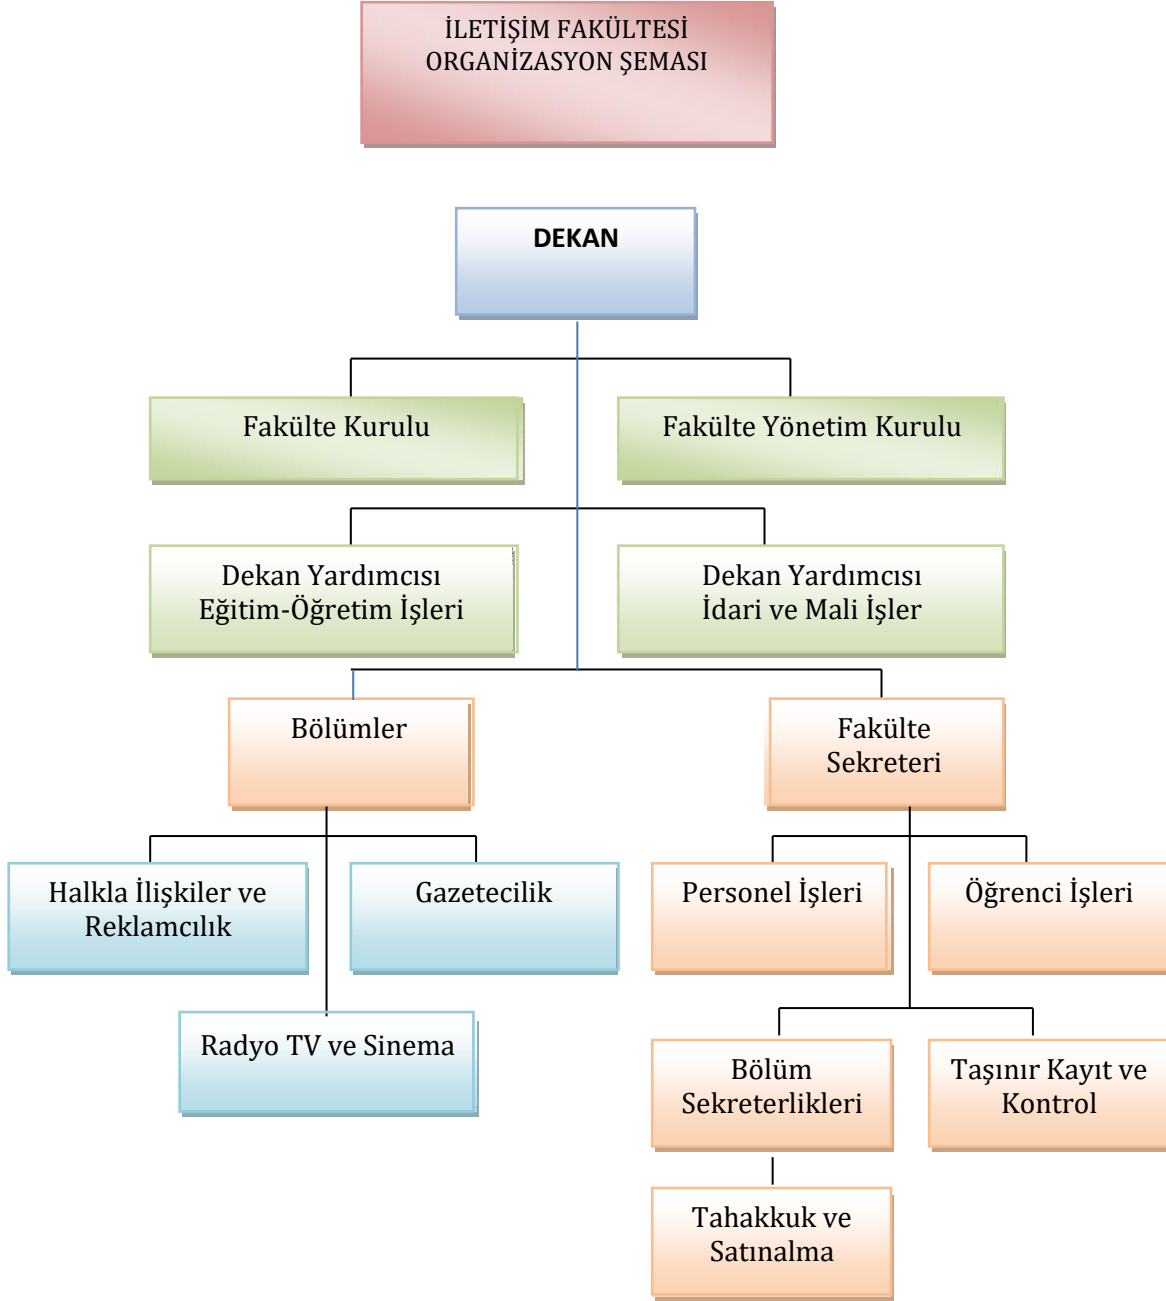 İLETİŞİM FAKÜLTESİ
ORGANİZASYON ŞEMASI
DEKAN
Fakülte Kurulu
Fakülte Yönetim Kurulu
Dekan Yardımcısı
Eğitim-Öğretim İşleri
Dekan Yardımcısı
İdari ve Mali İşler
Bölümler
Fakülte
Sekreteri
Halkla İlişkiler ve
Reklamcılık
Gazetecilik
Personel İşleri
Öğrenci İşleri
Radyo TV ve Sinema
Bölüm
Sekreterlikleri
Taşınır Kayıt ve
Kontrol
Tahakkuk ve
Satınalma